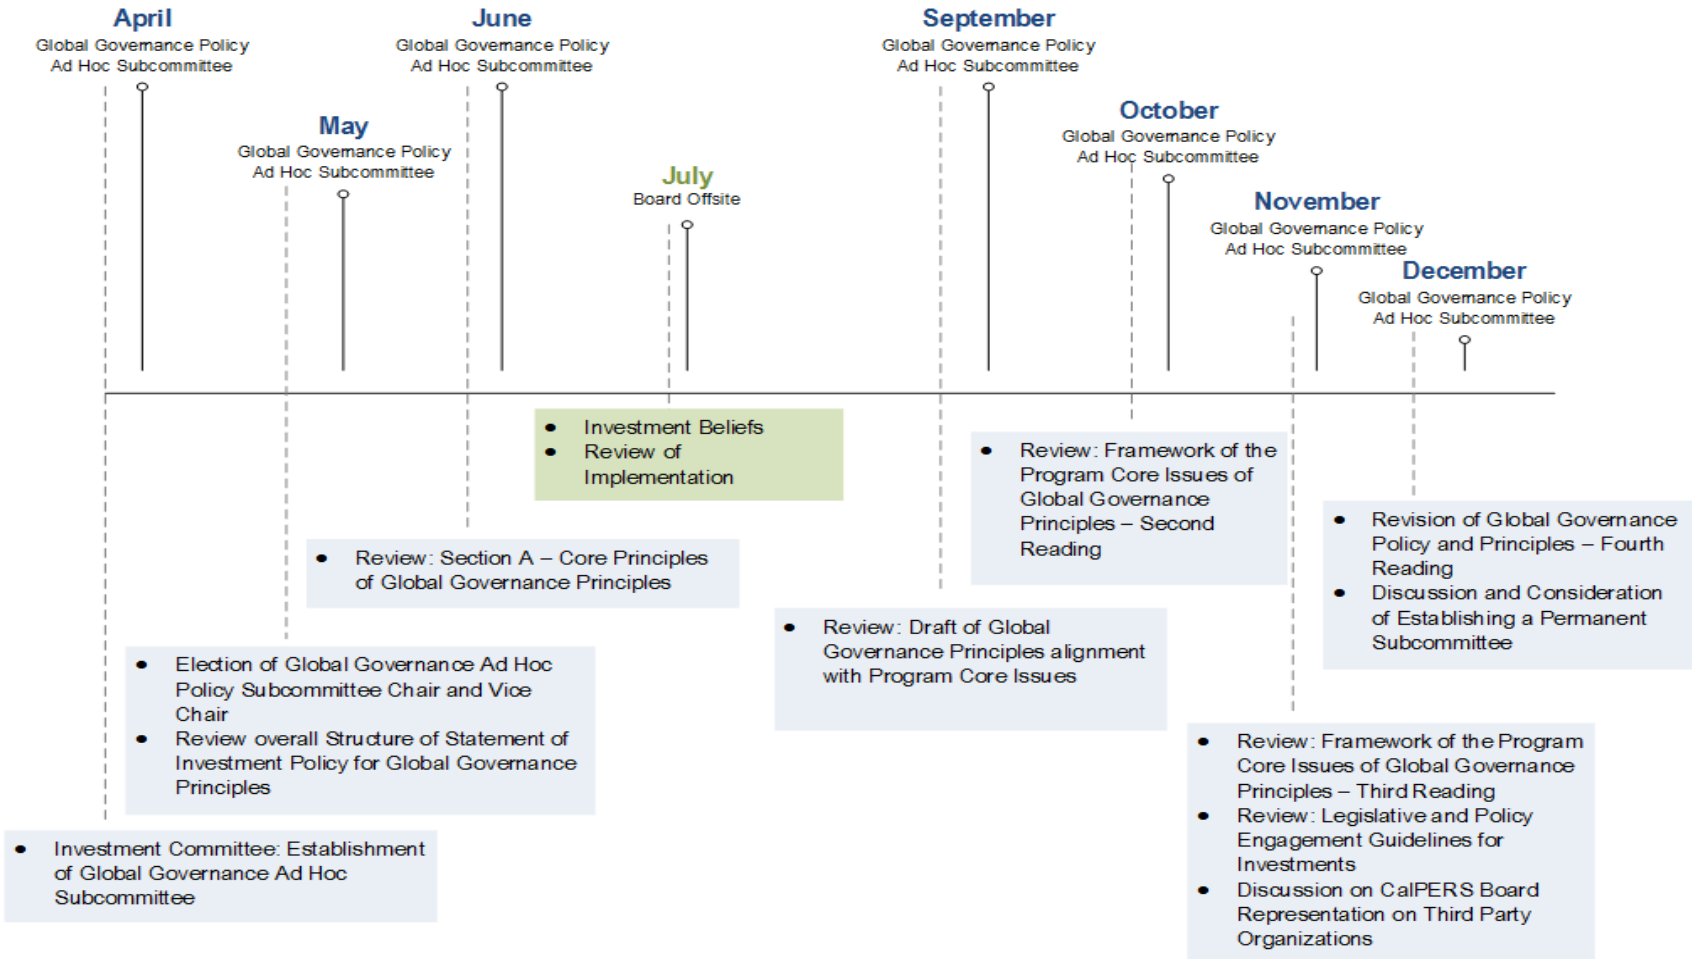 April
Global Governance Policy
Ad Hoc Subcommittee
June
Global Governance Policy
Ad Hoc Subcommittee
September
Global Governance Policy
Ad Hoc Subcommittee
May
Global Governance Policy
Ad Hoc Subcommittee
October
Global Governance Policy
Ad Hoc Subcommittee
July
Board Offsite
November
Global Governance Policy
Ad Hoc Subcommittee
December
Global Governance Policy
Ad Hoc Subcommittee
● Investment Beliefs
● Review of
Implementation
● Review: Framework of the
Program Core Issues of
Global Governance
Principles – Second
Reading
● Revision of Global Governance
Policy and Principles – Fourth
Reading
● Discussion and Consideration
of Establishing a Permanent
Subcommittee
● Review: Section A – Core Principles
of Global Governance Principles
● Review: Draft of Global
Governance Principles alignment
with Program Core Issues
● Election of Global Governance Ad Hoc
Policy Subcommittee Chair and Vice
Chair
● Review overall Structure of Statement of
Investment Policy for Global Governance
Principles
● Review: Framework of the Program
Core Issues of Global Governance
Principles – Third Reading
● Review: Legislative and Policy
Engagement Guidelines for
Investments
● Discussion on CalPERS Board
Representation on Third Party
Organizations
● Investment Committee: Establishment
of Global Governance Ad Hoc
Subcommittee